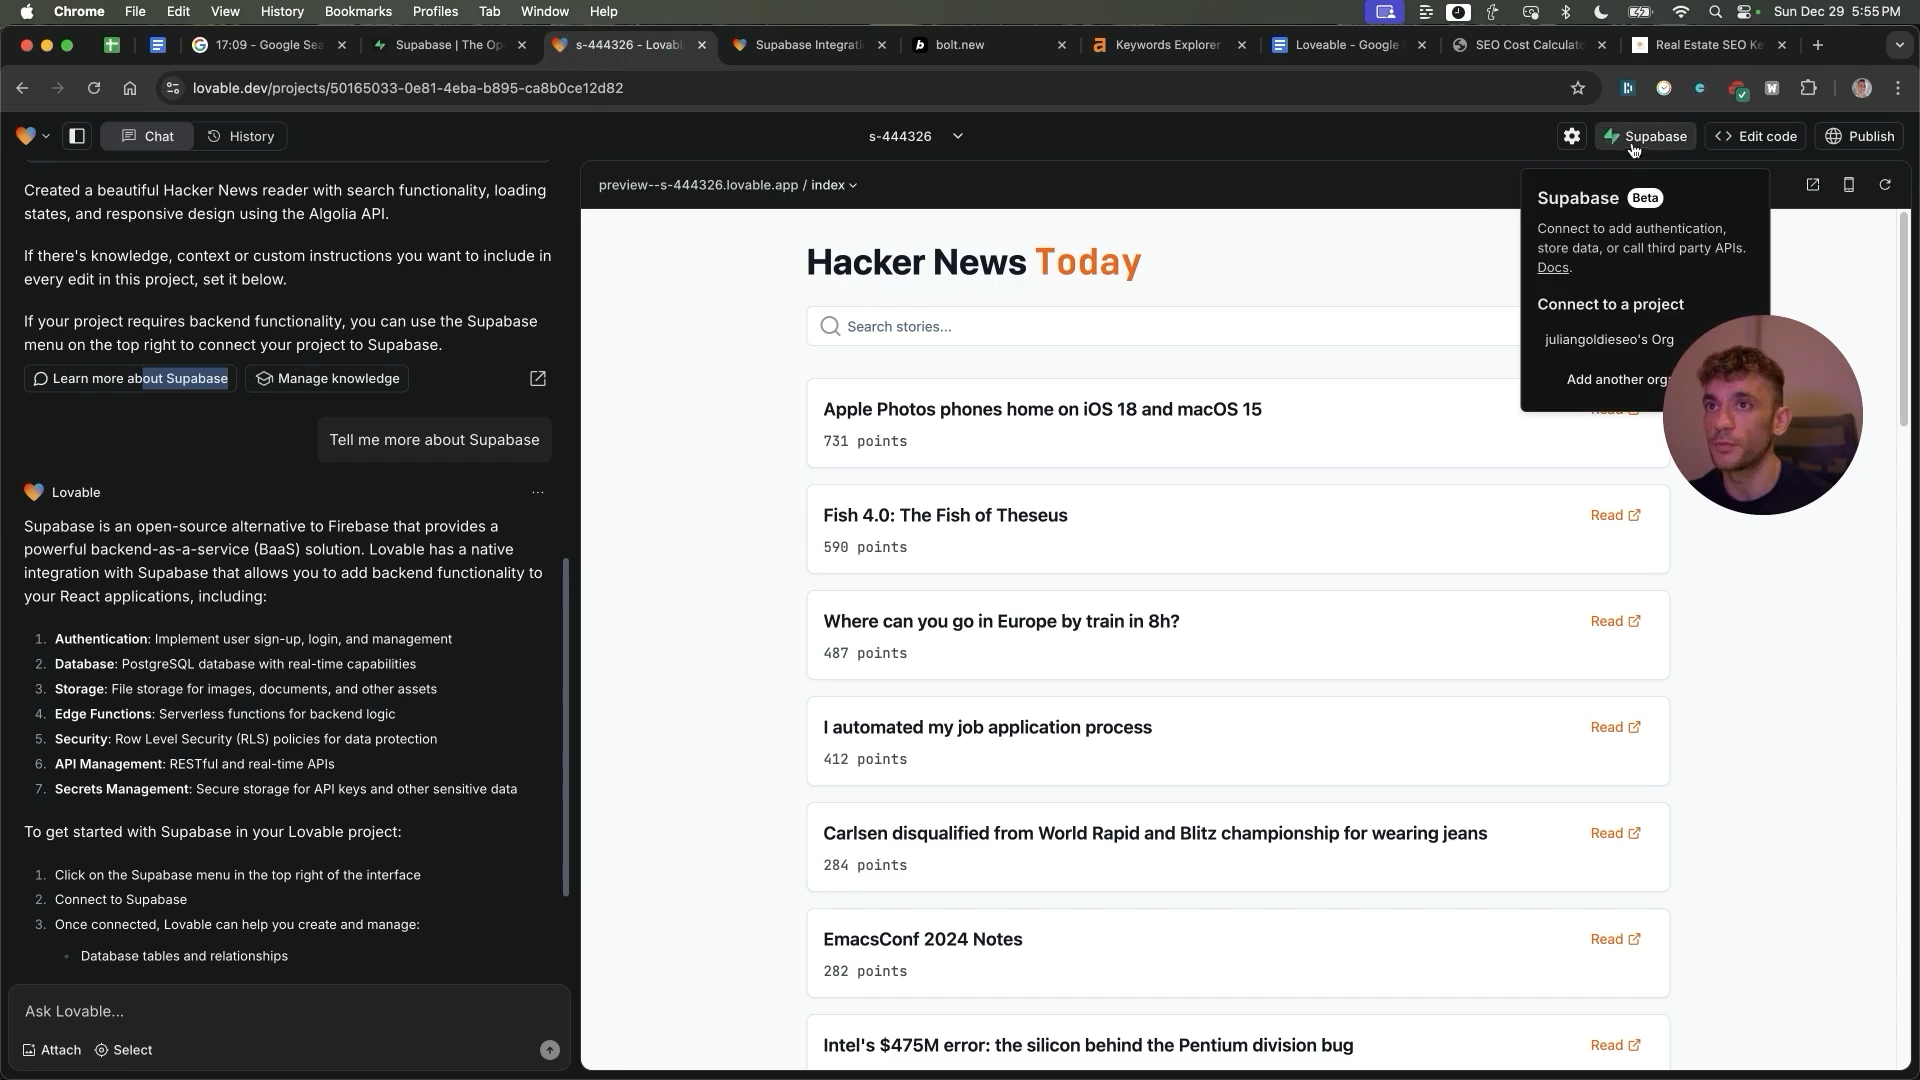 Chrome File Edit View History Bookmarks Profiles Tab Window Help
Sun Dec 29 5:55 PM
17:09 - Google Sea
Supabase | The Op
s-444326 - Lovabl
Supabase Integrati
bolt.new
Keywords Explorer
Loveable - Google
SEO Cost Calculato
Real Estate SEO Ke
lovable.dev/projects/50165033-0e81-4eba-b895-ca8b0ce12d82
Chat
History
s-444326
Supabase
Edit code
Publish
Created a beautiful Hacker News reader with search functionality, loading
states, and responsive design using the Algolia API.
If there's knowledge, context or custom instructions you want to include in
every edit in this project, set it below.
If your project requires backend functionality, you can use the Supabase
menu on the top right to connect your project to Supabase.
Learn more about Supabase
Manage knowledge
Tell me more about Supabase
Lovable
Supabase is an open-source alternative to Firebase that provides a
powerful backend-as-a-service (BaaS) solution. Lovable has a native
integration with Supabase that allows you to add backend functionality to
your React applications, including:
1. Authentication: Implement user sign-up, login, and management
2. Database: PostgreSQL database with real-time capabilities
3. Storage: File storage for images, documents, and other assets
4. Edge Functions: Serverless functions for backend logic
5. Security: Row Level Security (RLS) policies for data protection
6. API Management: RESTful and real-time APIs
7. Secrets Management: Secure storage for API keys and other sensitive data
To get started with Supabase in your Lovable project:
1. Click on the Supabase menu in the top right of the interface
2. Connect to Supabase
3. Once connected, Lovable can help you create and manage:
Database tables and relationships
Ask Lovable...
Attach
Select
preview--s-444326.lovable.app / index
Hacker News Today
Search stories...
Apple Photos phones home on iOS 18 and macOS 15
731 points
Fish 4.0: The Fish of Theseus
Read
590 points
Where can you go in Europe by train in 8h?
Read
487 points
I automated my job application process
Read
412 points
Carlsen disqualified from World Rapid and Blitz championship for wearing jeans
Read
284 points
EmacsConf 2024 Notes
Read
282 points
Intel's $475M error: the silicon behind the Pentium division bug
Read
Supabase Beta
Connect to add authentication,
store data, or call third party APIs.
Docs.
Connect to a project
juliangoldieseo's Org
Add another orga